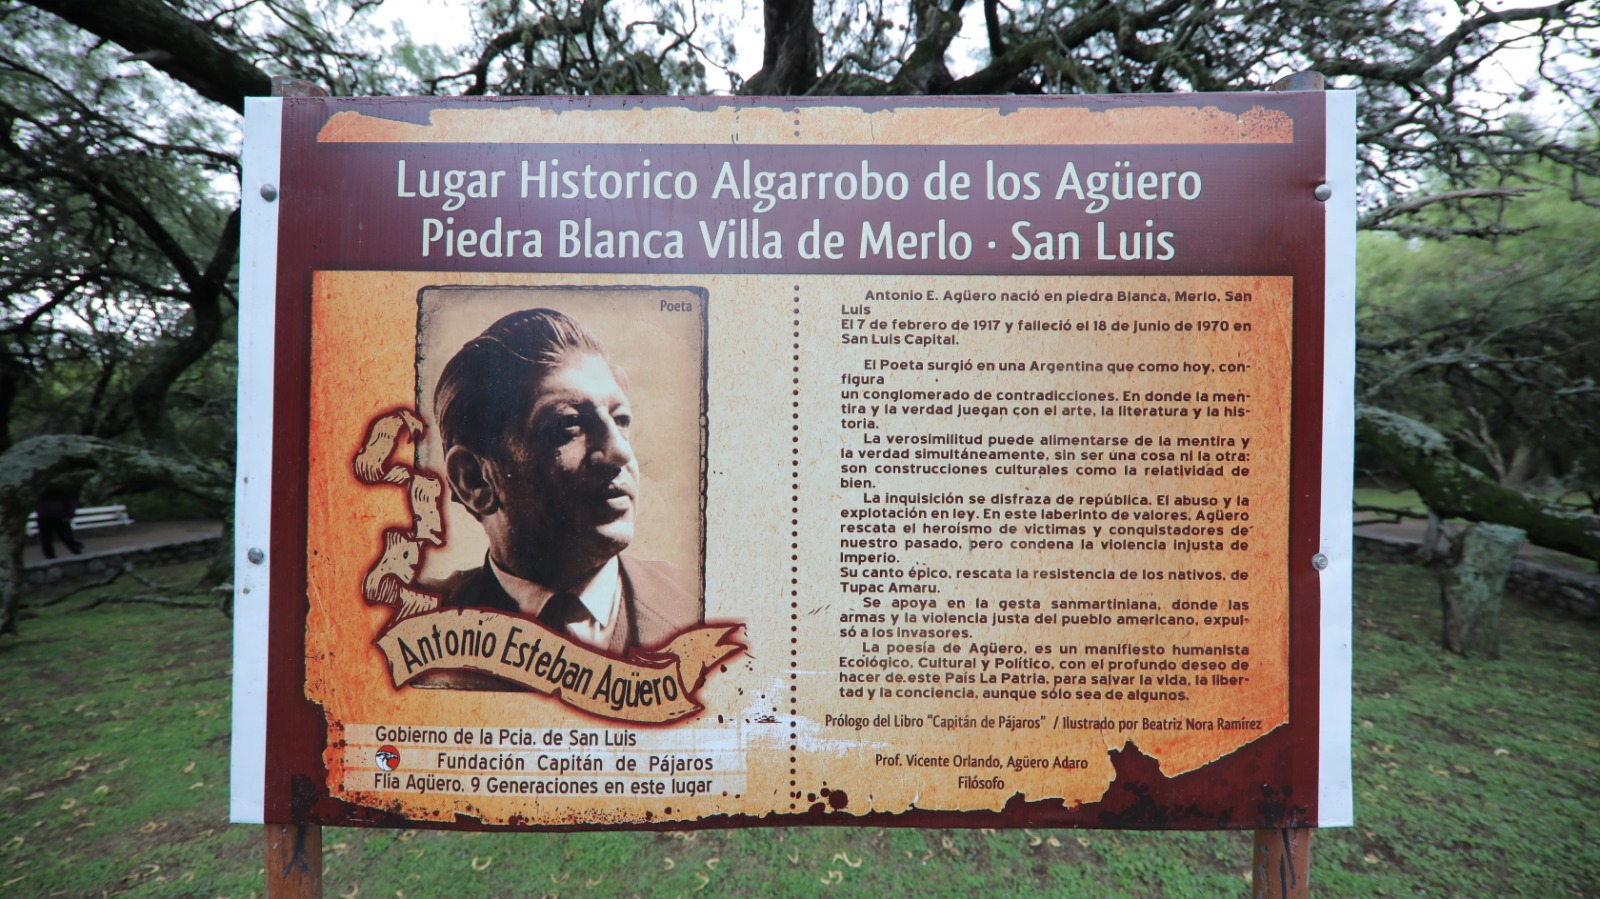 Lugar Historico Algarrobo de los Agüero
Piedra Blanca Villa de Merlo · San Luis
Poeta
Antonio Esteban Agüero
Gobierno de la Pcia. de San Luis
Fundación Capitán de Pájaros
Flia Agüero. 9 Generaciones en este lugar
Antonio E. Agüero nació en piedra Blanca, Merlo, San
Luis
El 7 de febrero de 1917 y falleció el 18 de junio de 1970 en
San Luis Capital.
El Poeta surgió en una Argentina que como hoy, con-
figura
un conglomerado de contradicciones. En donde la men-
tira y la verdad juegan con el arte, la literatura y la his-
toria.
La verosimilitud puede alimentarse de la mentira y
la verdad simultáneamente, sin ser una cosa ni la otra:
son construcciones culturales como la relatividad de
bien.
La inquisición se disfraza de república. El abuso y la
explotación en ley. En este laberinto de valores, Agüero
rescata el heroísmo de victimas y conquistadores de
nuestro pasado, pero condena la violencia injusta de
Imperio.
Su canto épico, rescata la resistencia de los nativos, de
Tupac Amaru.
Se apoya en la gesta sanmartiniana, donde las
armas y la violencia justa del pueblo americano, expul-
só a los invasores.
La poesía de Agüero, es un manifiesto humanista
Ecológico, Cultural y Político, con el profundo deseo de
hacer de este País La Patria, para salvar la vida, la liber-
tad y la conciencia, aunque sólo sea de algunos.
Prólogo del Libro "Capitán de Pájaros" / Ilustrado por Beatriz Nora Ramírez
Prof. Vicente Orlando, Agüero Adaro
Filósofo